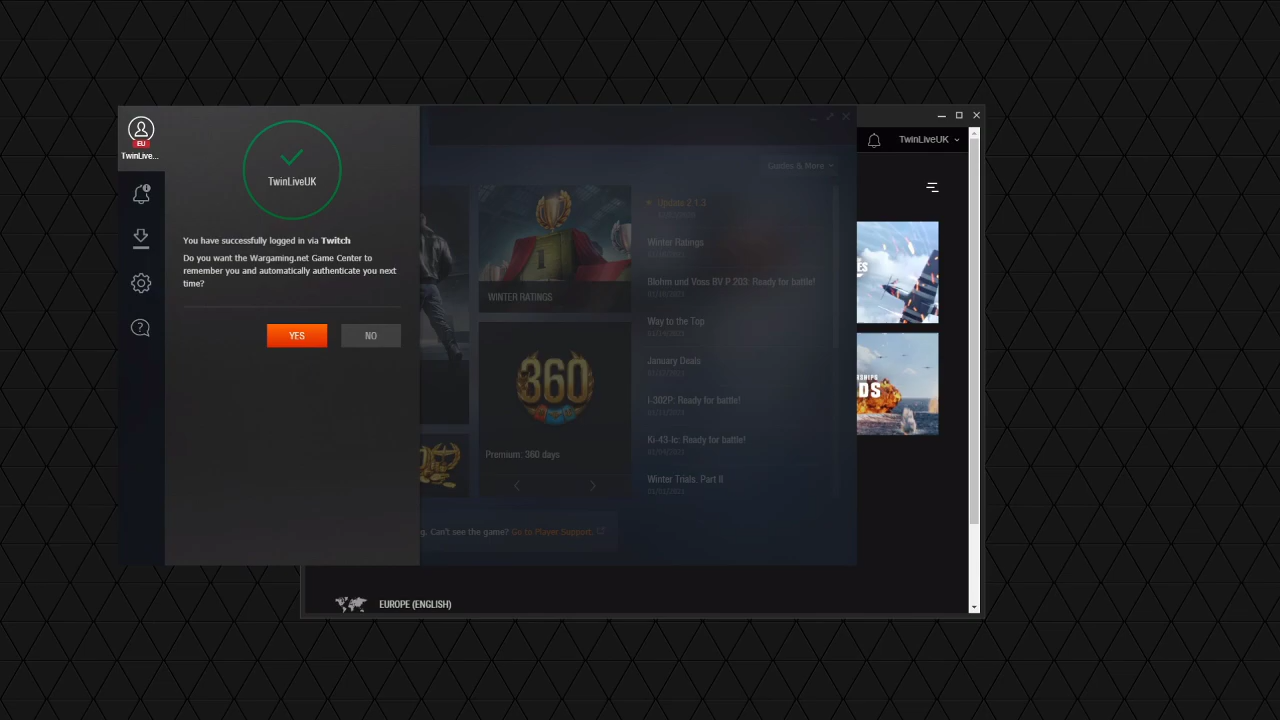 EU
TwinLive...
TwinLiveUK
You have successfully logged in via Twitch
Do you want the Wargaming.net Game Center to
remember you and automatically authenticate you next
time?
YES
NO
TwinLiveUK
Guides & More
WINTER RATINGS
1
360
Premium: 360 days
Update 2.1.3
Winter Ratings
Blohm und Voss BV P.203: Ready for battle!
Way to the Top
January Deals
I-302P: Ready for battle!
Ki-43-Ic: Ready for battle!
Winter Trials. Part II
g. Can't see the game? Go to Player Support.
EUROPE (ENGLISH)